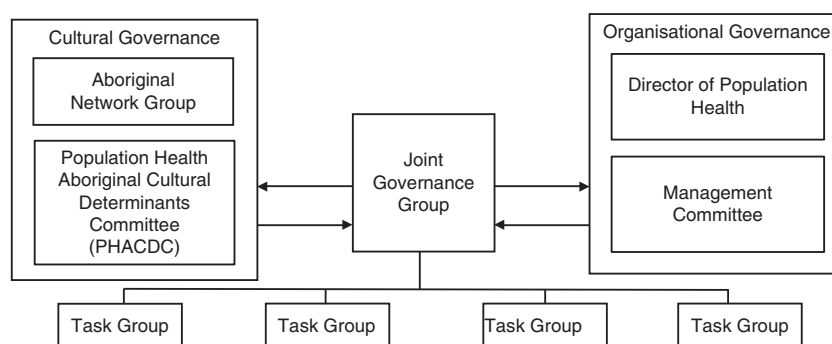 Cultural Governance
Aboriginal
Network Group
Population Health
Aboriginal Cultural
Determinants
Committee
(PHACDC)
Joint
Governance
Group
Organisational Governance
Director of Population
Health
Management
Committee
Task Group
Task Group
Task Group
Task Group